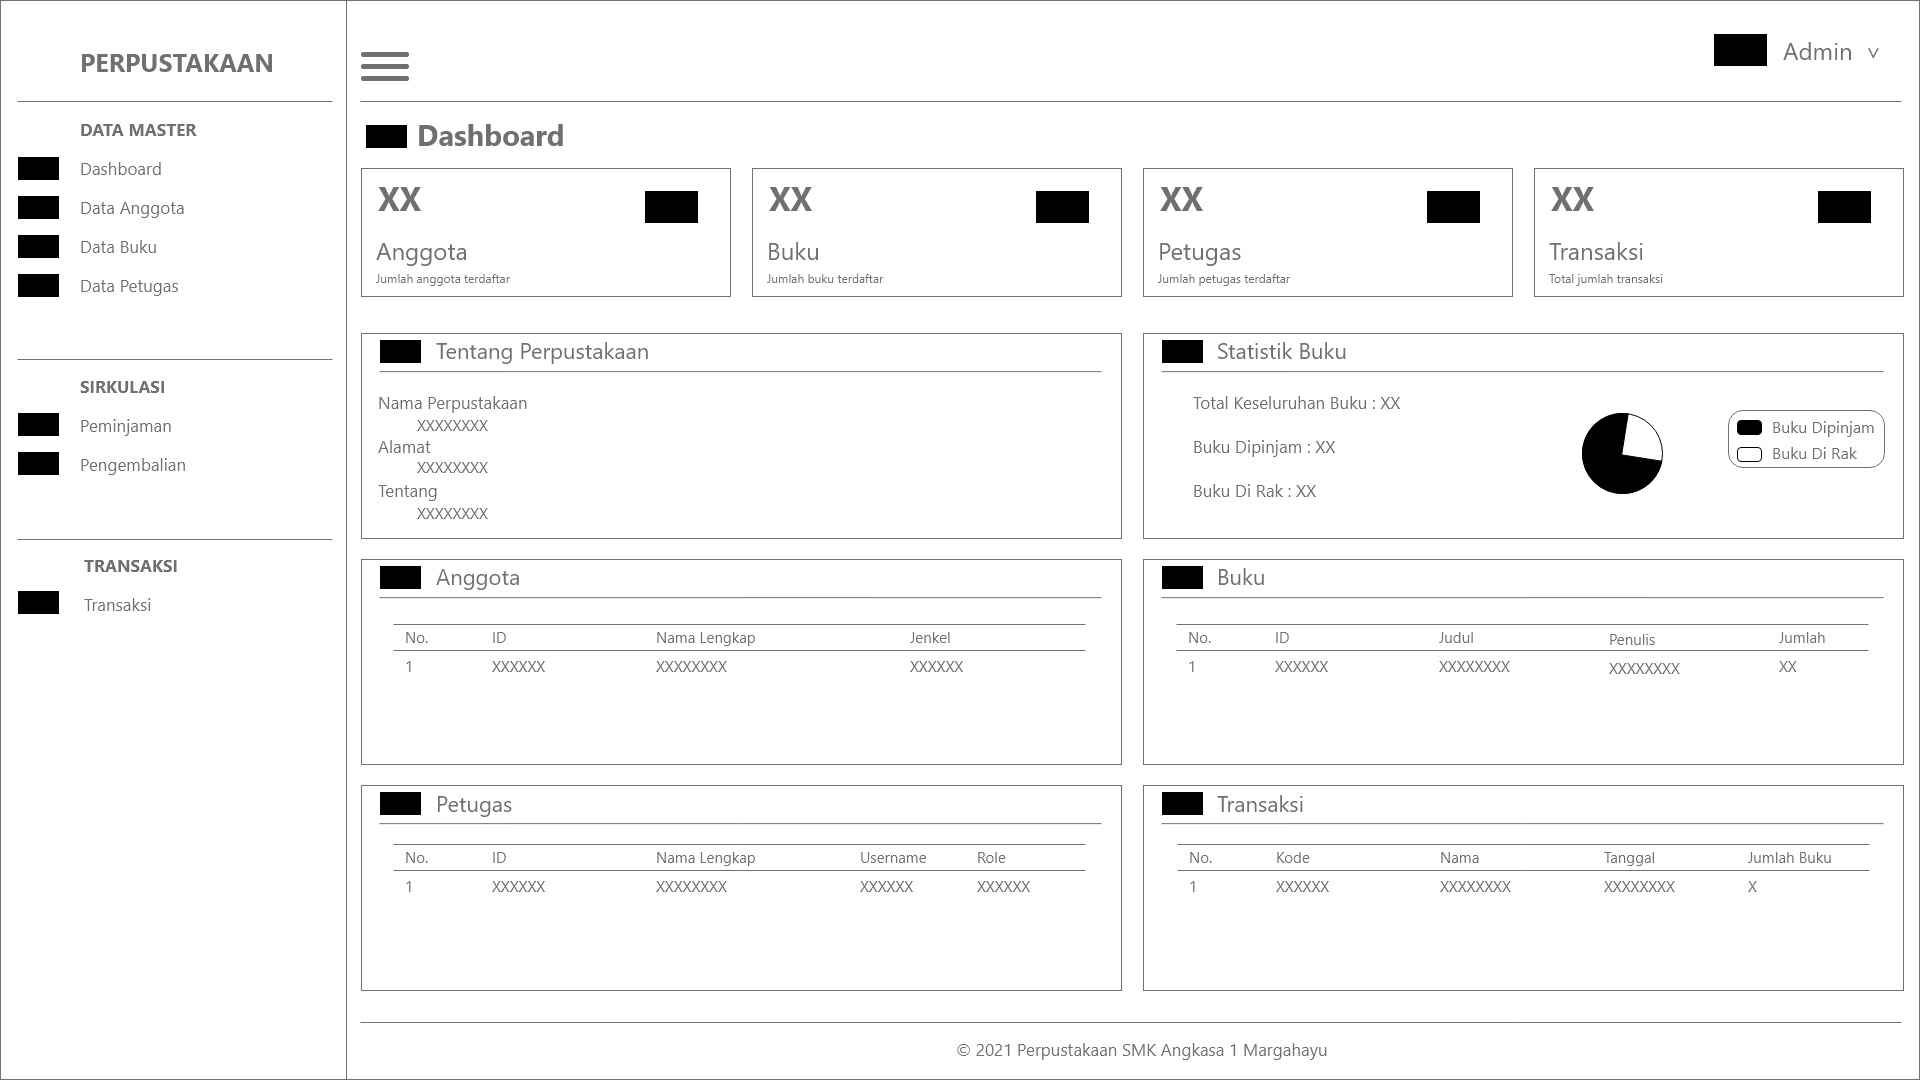 PERPUSTAKAAN
DATA MASTER
Dashboard
Data Anggota
Data Buku
Data Petugas
SIRKULASI
Peminjaman
Pengembalian
TRANSAKSI
Transaksi
Admin v
Dashboard
XX
Anggota
Jumlah anggota terdaftar
XX
Buku
Jumlah buku terdaftar
XX
Petugas
Jumlah petugas terdaftar
XX
Transaksi
Total jumlah transaksi
Tentang Perpustakaan
Nama Perpustakaan
XXXXXXXX
Alamat
XXXXXXXX
Tentang
XXXXXXXX
Statistik Buku
Total Keseluruhan Buku : XX
Buku Dipinjam : XX
Buku Di Rak : XX
Buku Dipinjam
Buku Di Rak
Anggota
No. ID Nama Lengkap Jenkel
1 XXXXXX XXXXXXXX XXXXXX
Buku
No. ID Judul Penulis Jumlah
1 XXXXXX XXXXXXXX XXXXXXXX XX
Petugas
No. ID Nama Lengkap Username Role
1 XXXXXX XXXXXXXX XXXXXX XXXXXX
Transaksi
No. Kode Nama Tanggal Jumlah Buku
1 XXXXXX XXXXXXXX XXXXXXXX X
© 2021 Perpustakaan SMK Angkasa 1 Margahayu